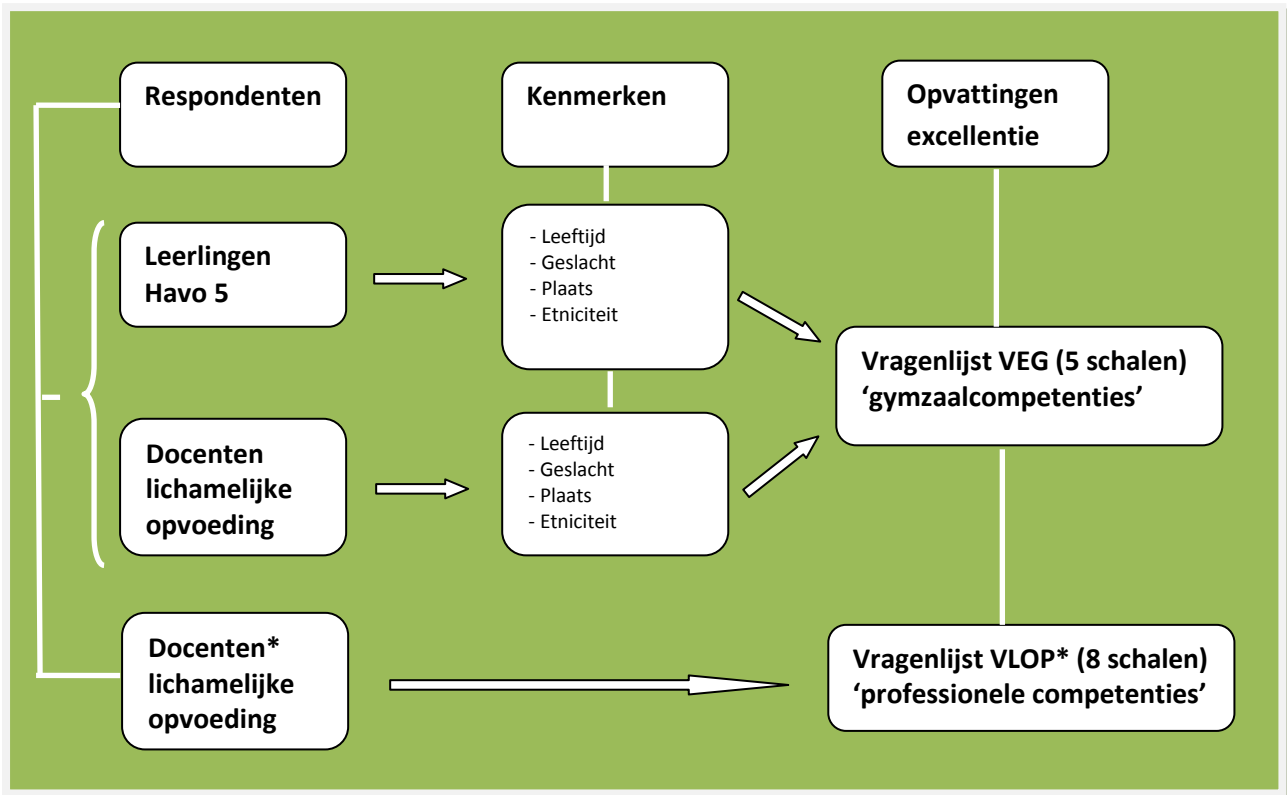 Respondenten
Kenmerken
Opvattingen
excellentie
Leerlingen
Havo 5
- Leeftijd
- Geslacht
- Plaats
- Etniciteit
Vragenlijst VEG (5 schalen)
‘gymzaalcompetenties’
Docenten
lichamelijke
opvoeding
- Leeftijd
- Geslacht
- Plaats
- Etniciteit
Docenten*
lichamelijke
opvoeding
Vragenlijst VLOP* (8 schalen)
‘professionele competenties’